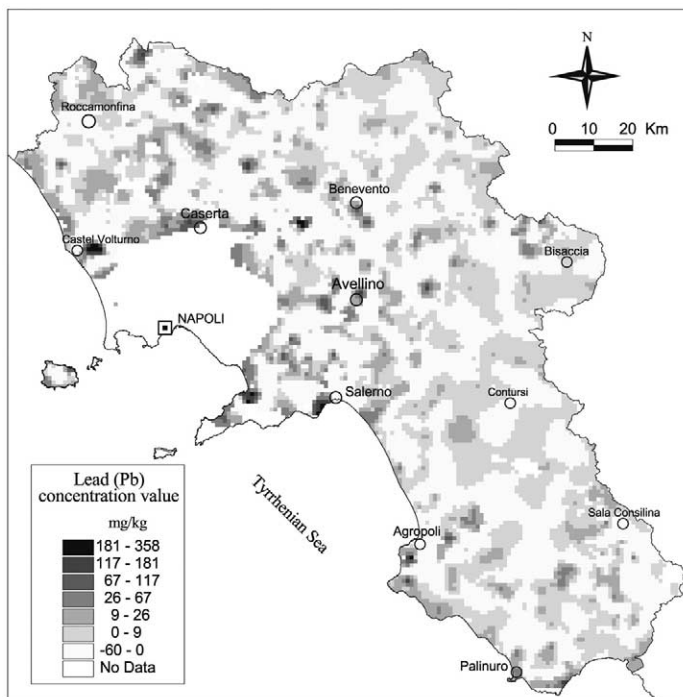 N
0 10 20 Km
Roccamonfina
Benevento
Caserta
Castel Volturno
Bisaccia
Avellino
NAPOLI
Salerno
Contursi
Tyrrhenian Sea
Sala Consilina
Agropoli
Palinuro
Lead (Pb)
concentration value
mg/kg
181 - 358
117 - 181
67 - 117
26 - 67
9 - 26
0 - 9
-60 - 0
No Data